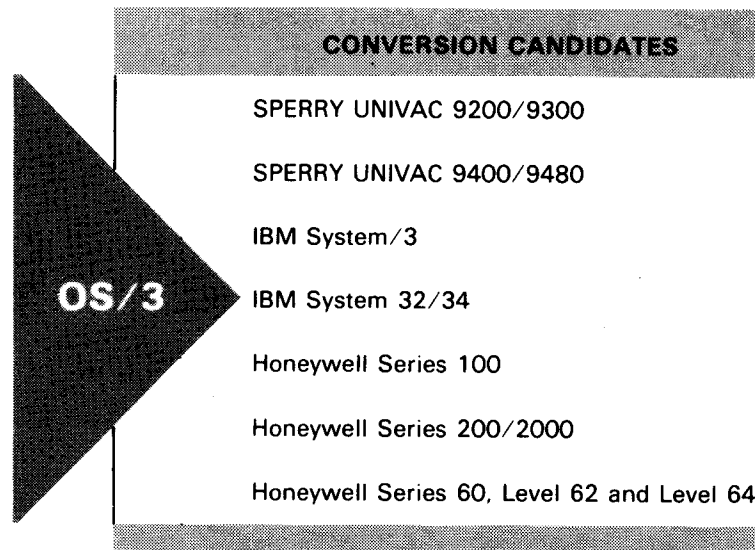 CONVERSION CANDIDATES
SPERRY UNIVAC 9200/9300
SPERRY UNIVAC 9400/9480
IBM System/3
OS/3
IBM System 32/34
Honeywell Series 100
Honeywell Series 200/2000
Honeywell Series 60, Level 62 and Level 64